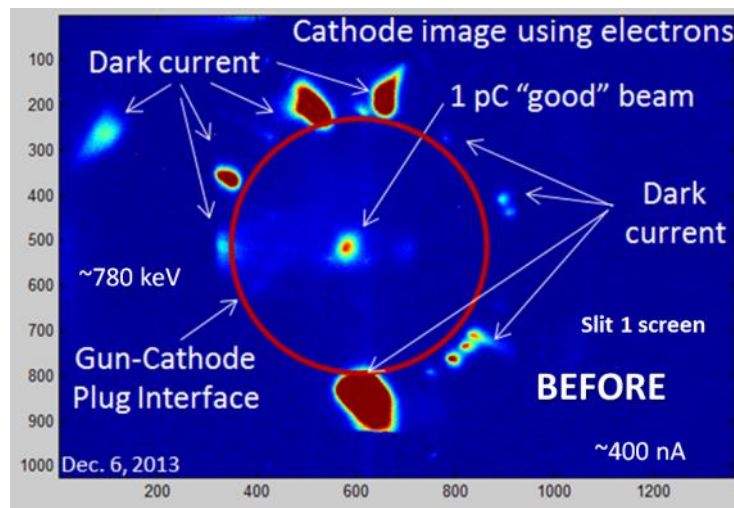 Cathode image using electrons
Dark current
1 pC “good” beam
Dark
current
~780 keV
Slit 1 screen
Gun-Cathode
Plug Interface
BEFORE
~400 nA
Dec. 6, 2013
100
200
300
400
500
600
700
800
900
1000
200
400
600
800
1000
1200